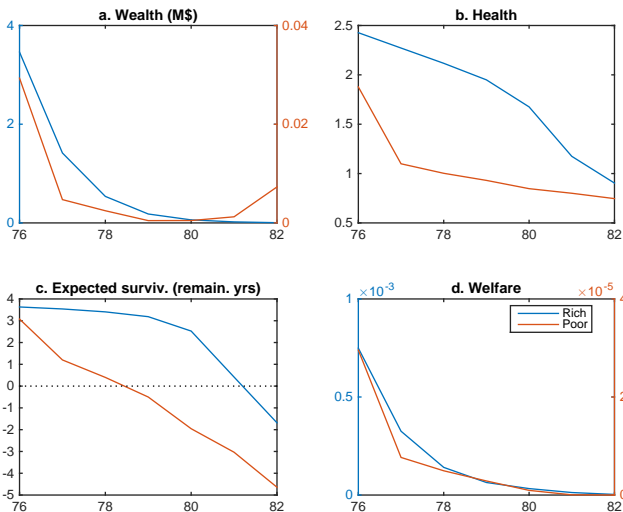 a. Wealth (M$)
4
2
0
0.04
0.02
0
76 78 80 82
b. Health
2.5
2
1.5
1
0.5
76 78 80 82
c. Expected surviv. (remain. yrs)
4
3
2
1
0
-1
-2
-3
-4
-5
76 78 80 82
d. Welfare
×10⁻³
1
0.5
0
×10⁻⁵
4
2
0
Rich
Poor
76 78 80 82